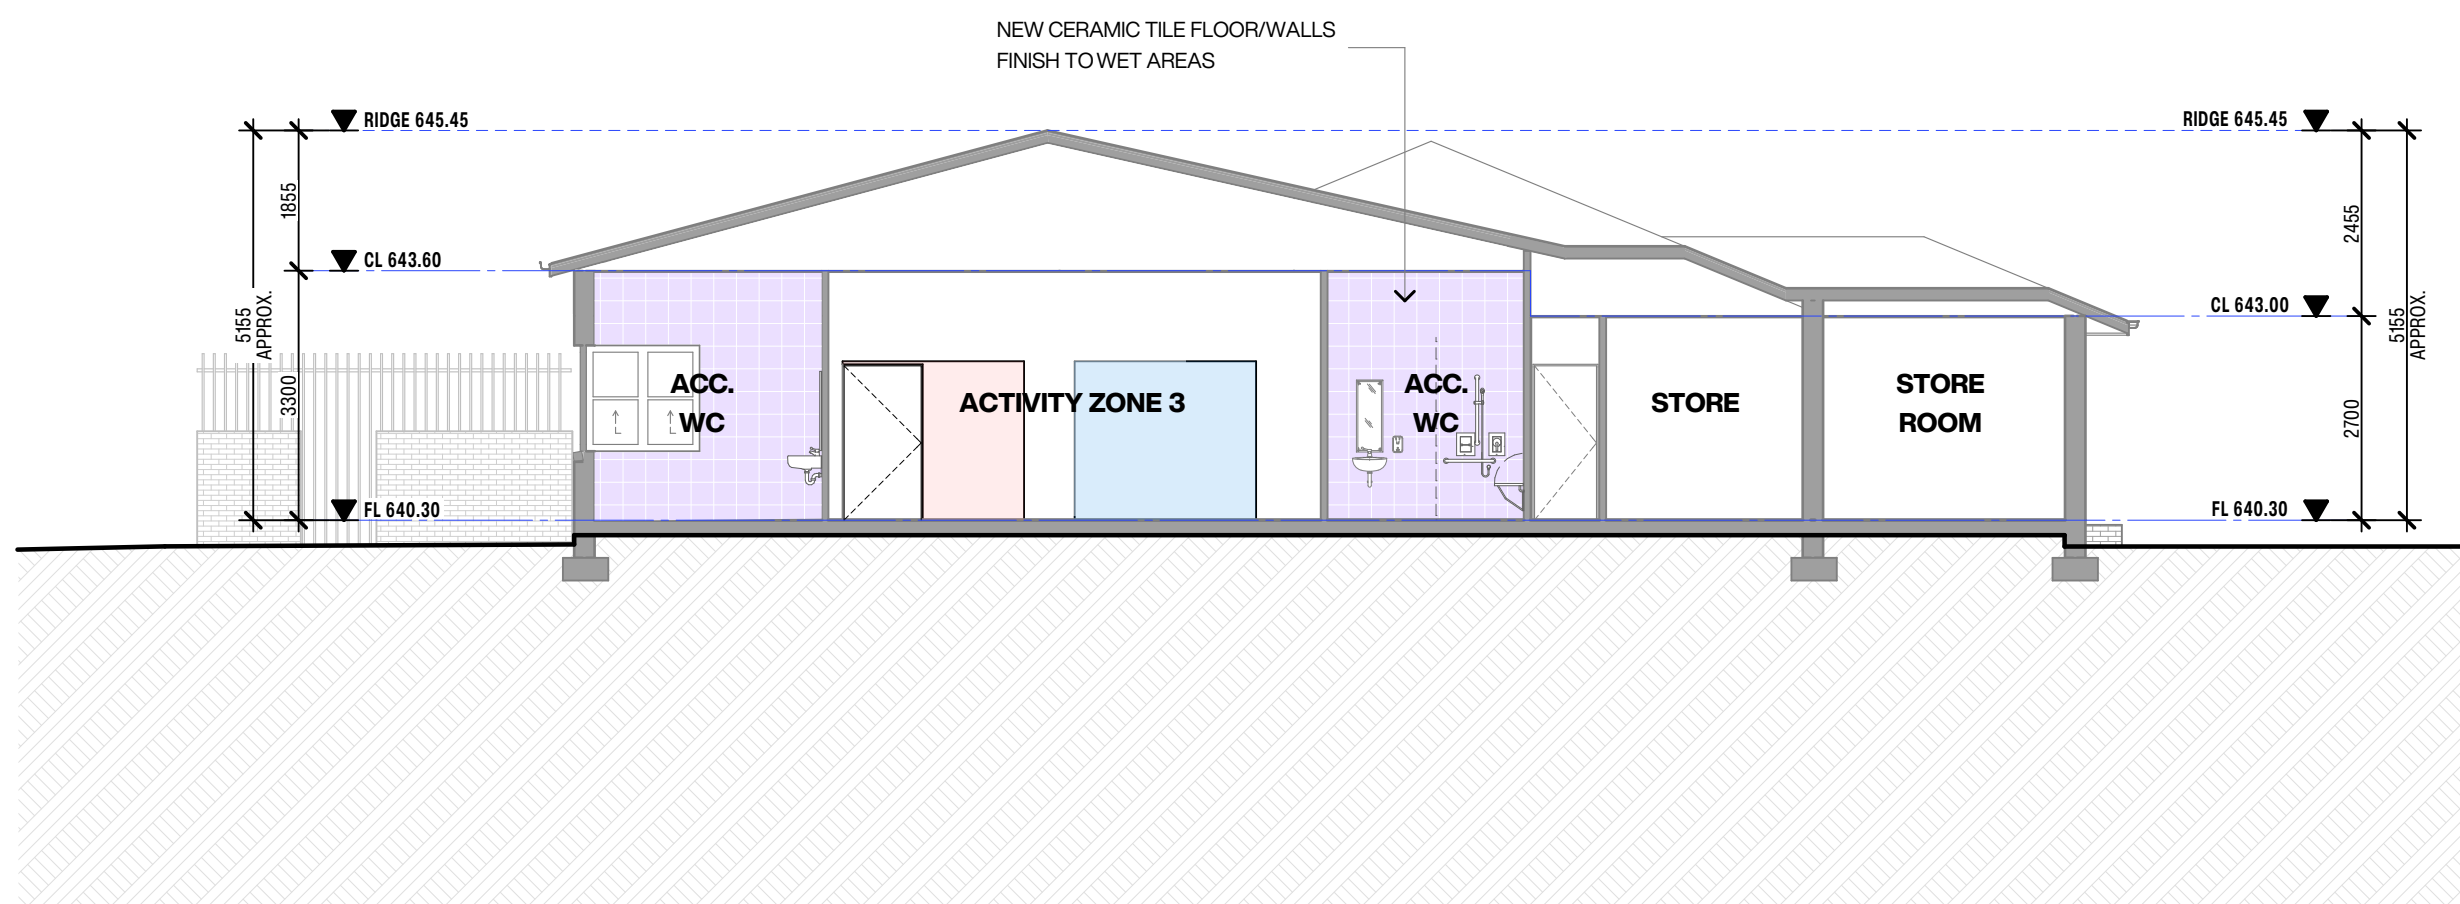 NEW CERAMIC TILE FLOOR/WALLS
FINISH TO WET AREAS
RIDGE 645.45
RIDGE 645.45
1855
2455
CL 643.60
CL 643.00
5155
APPROX.
5155
APPROX.
3300
2700
ACC.
WC
ACTIVITY ZONE 3
ACC.
WC
STORE
STORE
ROOM
FL 640.30
FL 640.30